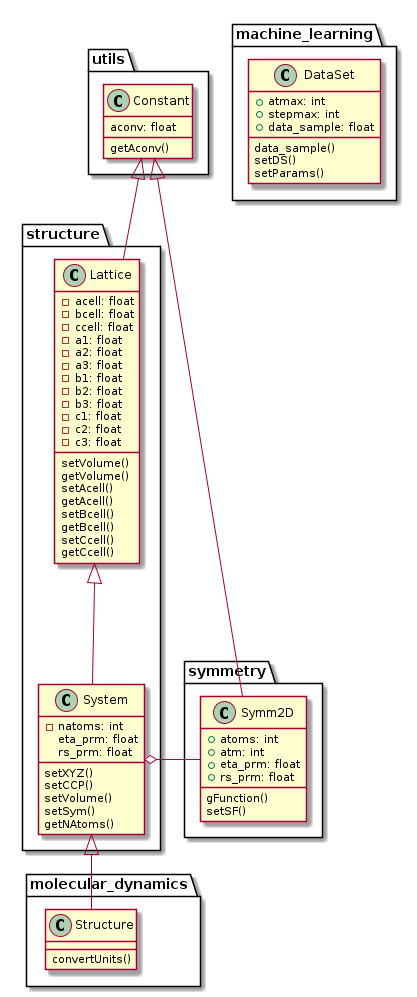 utils
C Constant
aconv: float
getAconv()
machine_learning
C DataSet
atmax: int
stepmax: int
data_sample: float
data_sample()
setDS()
setParams()
structure
C Lattice
acell: float
bcell: float
ccell: float
a1: float
a2: float
a3: float
b1: float
b2: float
b3: float
c1: float
c2: float
c3: float
setVolume()
getVolume()
setAcell()
getAcell()
setBcell()
getBcell()
setCcell()
getCcell()
C System
natoms: int
eta_prm: float
rs_prm: float
setXYZ()
setCCP()
setVolume()
setSym()
getNAtoms()
symmetry
C Symm2D
atoms: int
atm: int
eta_prm: float
rs_prm: float
gFunction()
setSF()
molecular_dynamics
C Structure
convertUnits()